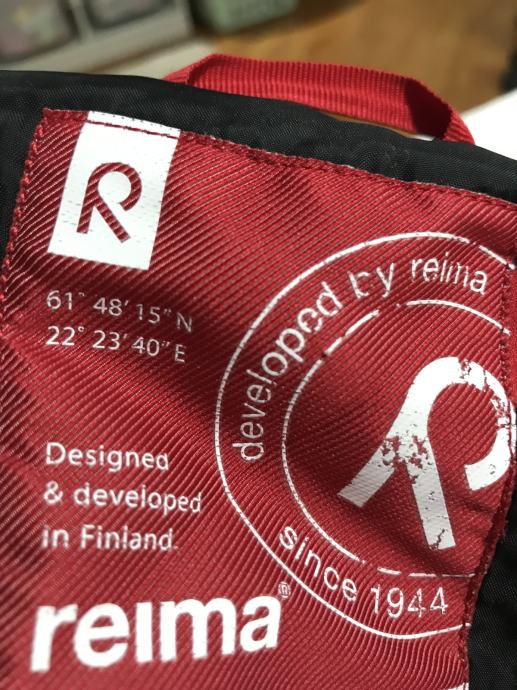 R
61° 48' 15" N
22° 23' 40" E
developed by reima
since 1944
Designed
& developed
in Finland.
reima®